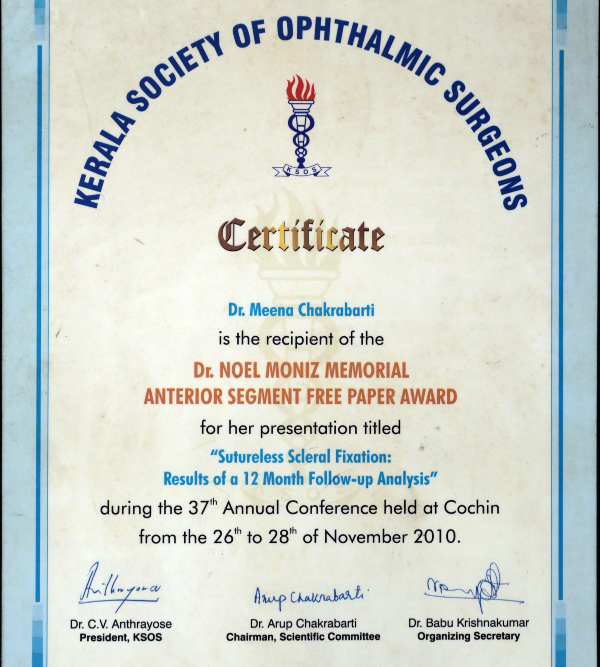 KERALA SOCIETY OF OPHTHALMIC SURGEONS
KSOS
Certificate
Dr. Meena Chakrabarti
is the recipient of the
Dr. NOEL MONIZ MEMORIAL
ANTERIOR SEGMENT FREE PAPER AWARD
for her presentation titled
“Sutureless Scleral Fixation:
Results of a 12 Month Follow-up Analysis”
during the 37th Annual Conference held at Cochin
from the 26th to 28th of November 2010.
Arup Chakrabarti
Dr. C.V. Anthrayose Dr. Arup Chakrabarti Dr. Babu Krishnakumar
President, KSOS Chairman, Scientific Committee Organizing Secretary